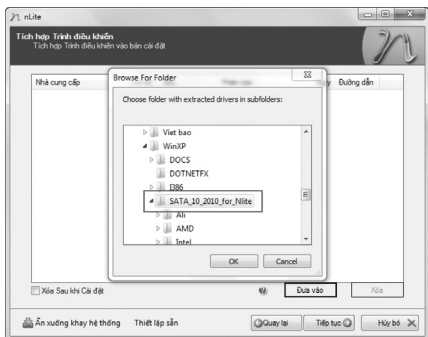 nLite
Tích hợp Trình điều khiển
Tích hợp Trình điều khiển vào bản cài đặt
Nhà cung cấp
Đường dẫn
Browse For Folder
Choose folder with extracted drivers in subfolders:
Viet bao
WinXP
DOCS
DOTNETFX
I386
SATA_10_2010_for_Nlite
Ali
AMD
Intel
OK Cancel
Xóa Sau khi Cài đặt Đưa vào Xóa
Ẩn xuống khay hệ thống Thiết lập sẵn Quay lại Tiếp tục Hủy bỏ